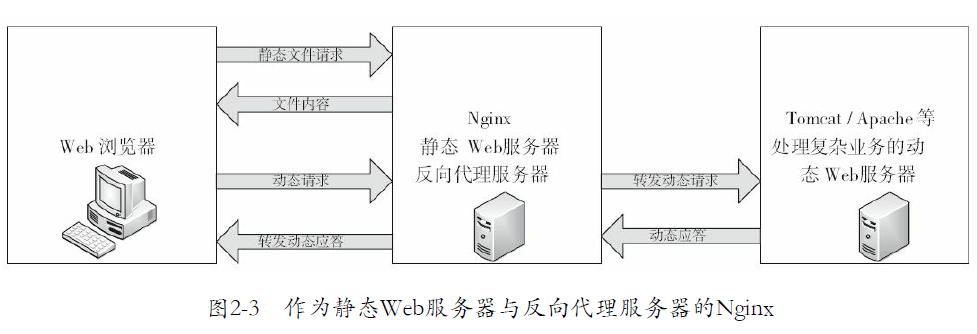 静态文件请求
文件内容
Web 浏览器
动态请求
转发动态应答
Nginx
静态 Web服务器
反向代理服务器
转发动态请求
动态应答
Tomcat / Apache 等
处理复杂业务的动
态 Web服务器
图2-3 作为静态Web服务器与反向代理服务器的Nginx